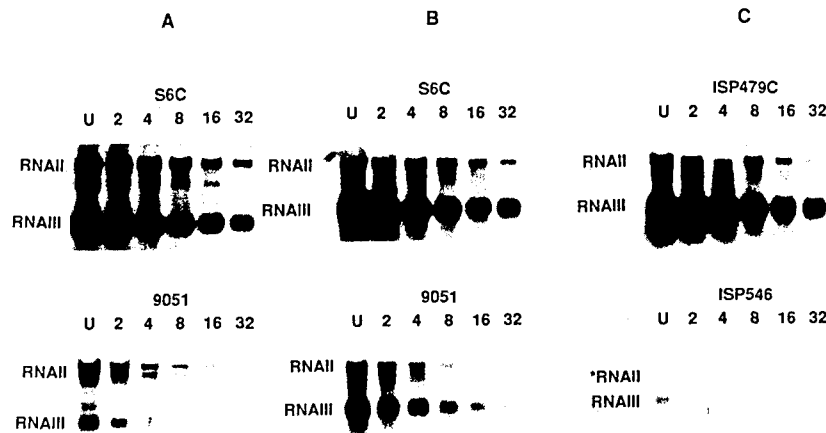 A B C
S6C S6C ISP479C
U 2 4 8 16 32 U 2 4 8 16 32 U 2 4 8 16 32
RNAII RNAII RNAII
RNAIII RNAIII RNAIII
9051 9051 ISP546
U 2 4 8 16 32 U 2 4 8 16 32 U 2 4 8 16 32
RNAII RNAII *RNAII
RNAIII RNAIII RNAIII